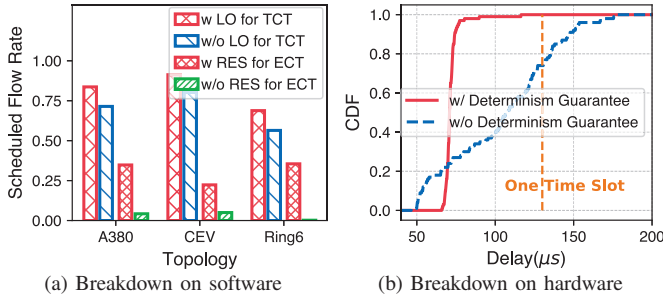 Scheduled Flow Rate
1.00
0.75
0.50
0.25
0.00
w LO for TCT
w/o LO for TCT
w RES for ECT
w/o RES for ECT
A380
CEV
Ring6
Topology
(a) Breakdown on software
CDF
1.0
0.8
0.6
0.4
0.2
0.0
w/ Determinism Guarantee
w/o Determinism Guarantee
One Time Slot
50
100
150
200
Delay(μs)
(b) Breakdown on hardware